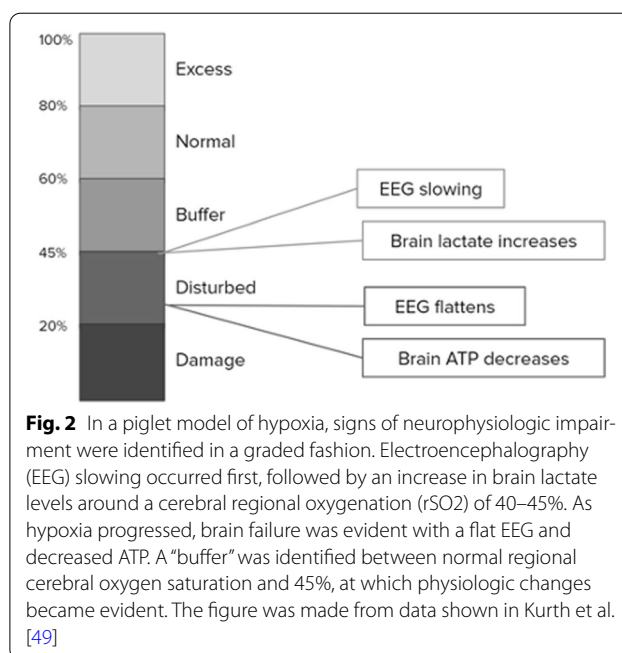 100%
Excess
80%
Normal
60%
EEG slowing
Buffer
Brain lactate increases
45%
Disturbed
EEG flattens
20%
Brain ATP decreases
Damage
Fig. 2 In a piglet model of hypoxia, signs of neurophysiologic impair-
ment were identified in a graded fashion. Electroencephalography
(EEG) slowing occurred first, followed by an increase in brain lactate
levels around a cerebral regional oxygenation (rSO2) of 40–45%. As
hypoxia progressed, brain failure was evident with a flat EEG and
decreased ATP. A “buffer” was identified between normal regional
cerebral oxygen saturation and 45%, at which physiologic changes
became evident. The figure was made from data shown in Kurth et al.
[49]